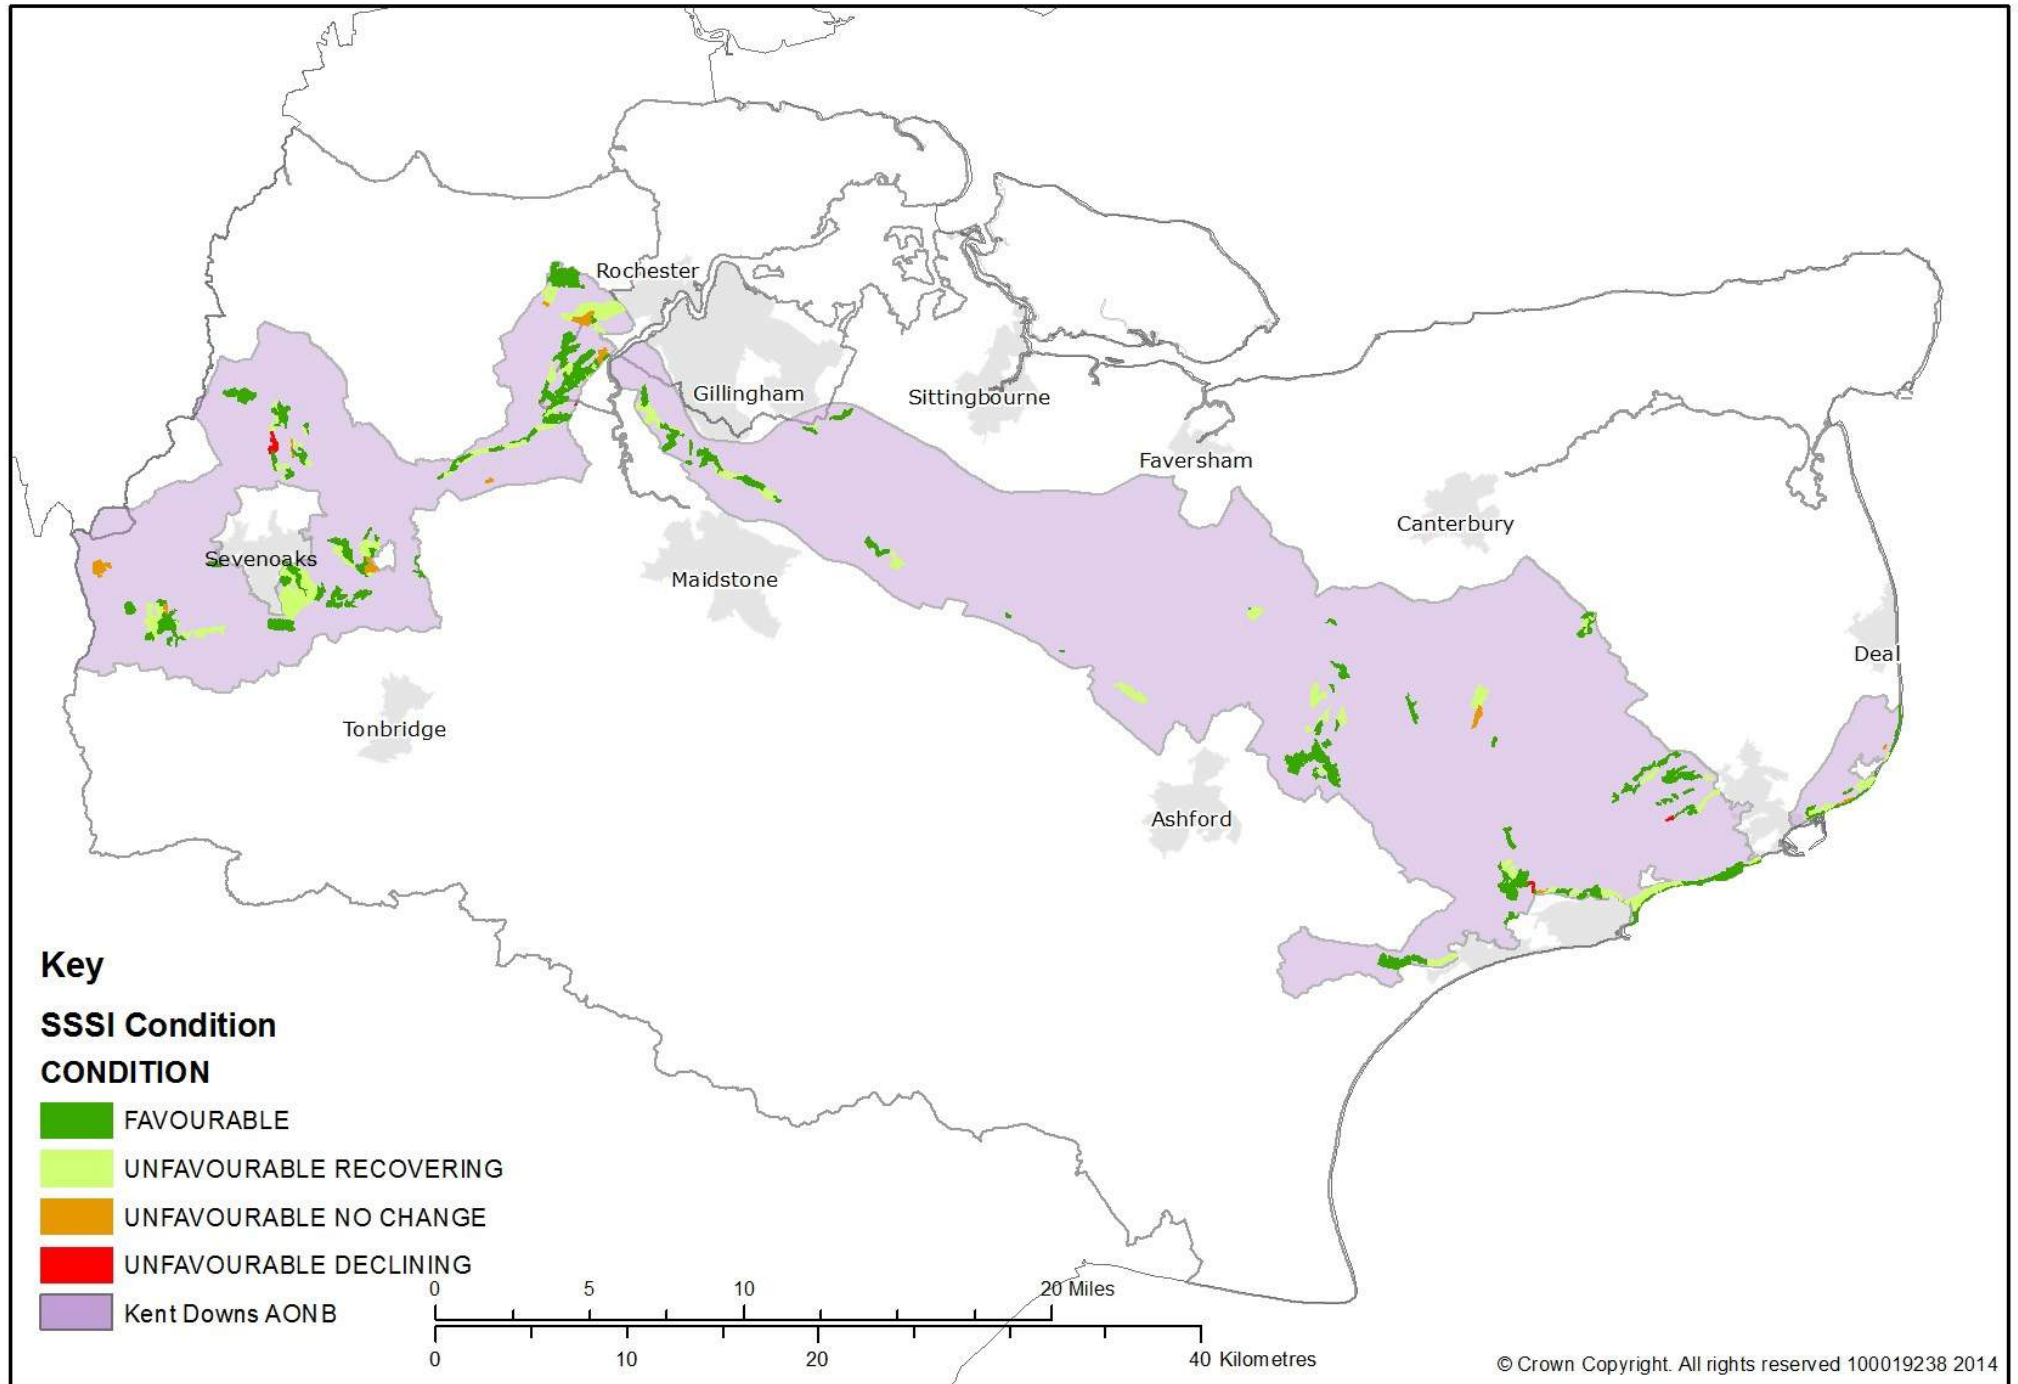 Rochester
Gillingham
Sittingbourne
Faversham
Canterbury
Sevenoaks
Maidstone
Deal
Tonbridge
Ashford
Key
SSSI Condition
CONDITION
FAVOURABLE
UNFAVOURABLE RECOVERING
UNFAVOURABLE NO CHANGE
UNFAVOURABLE DECLINING
Kent Downs AONB
0 5 10 20 Miles
0 10 20 40 Kilometres
© Crown Copyright. All rights reserved 100019238 2014